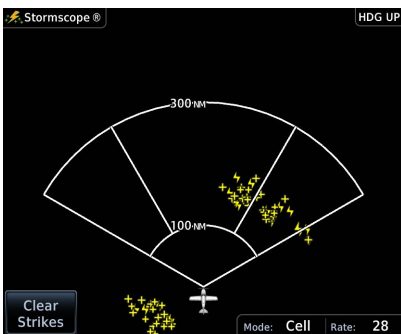 Stormscope ®
HDG UP
300NM
100NM
Clear
Strikes
Mode: Cell Rate: 28